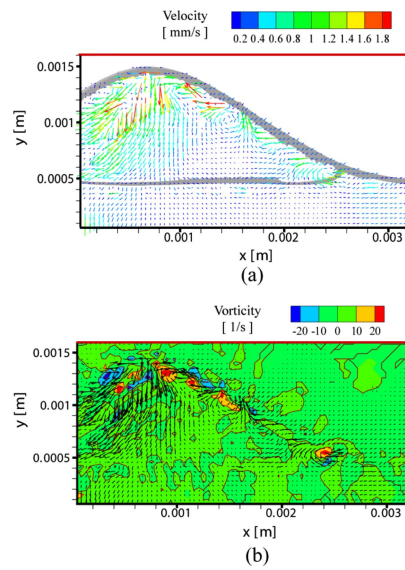 Velocity
[ mm/s ]
0.2 0.4 0.6 0.8 1 1.2 1.4 1.6 1.8
0.0015
0.001
0.0005
y [m]
0.001 0.002 0.003
x [m]
(a)
Vorticity
[ 1/s ]
-20 -10 0 10 20
0.0015
0.001
0.0005
y [m]
0.001 0.002 0.003
x [m]
(b)